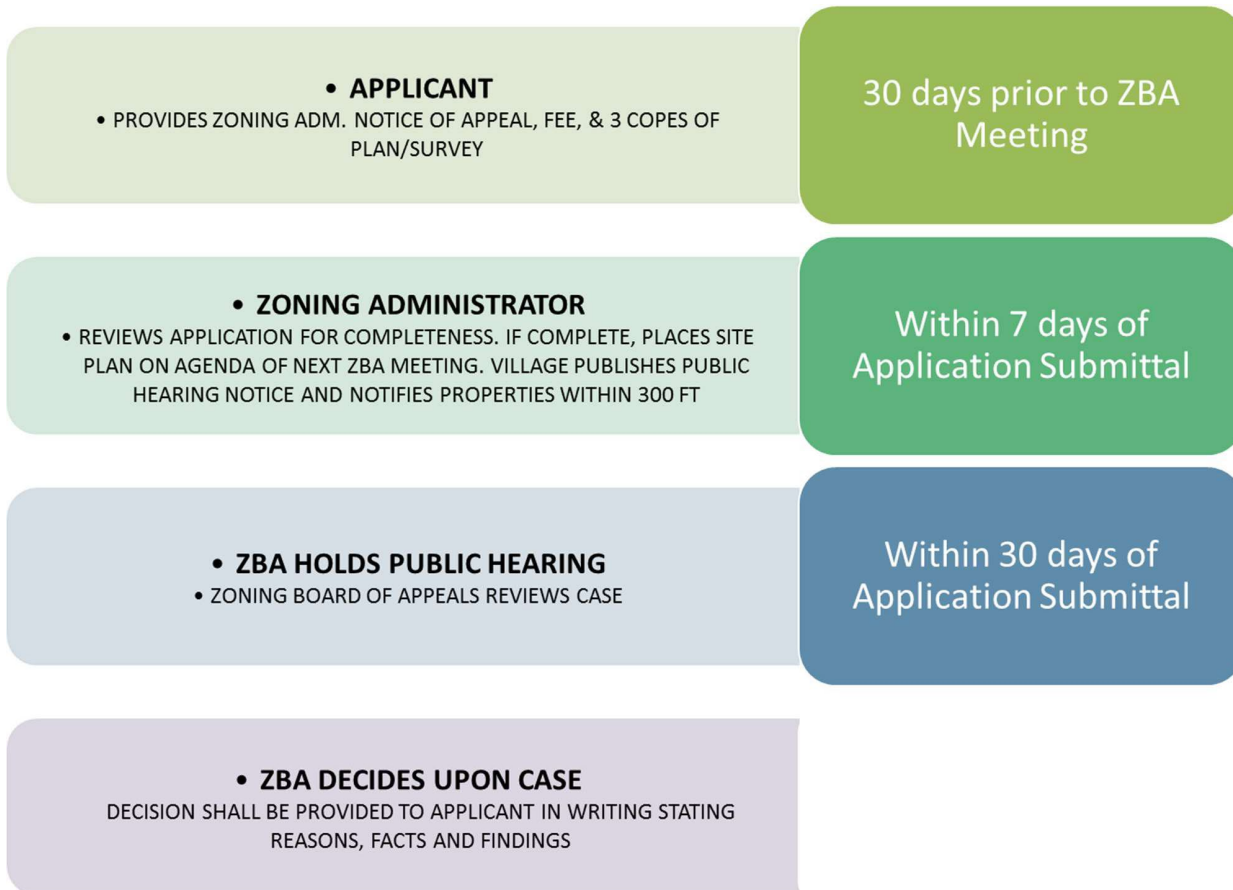 • APPLICANT
• PROVIDES ZONING ADM. NOTICE OF APPEAL, FEE, & 3 COPES OF
PLAN/SURVEY
30 days prior to ZBA
Meeting
• ZONING ADMINISTRATOR
• REVIEWS APPLICATION FOR COMPLETENESS. IF COMPLETE, PLACES SITE
PLAN ON AGENDA OF NEXT ZBA MEETING. VILLAGE PUBLISHES PUBLIC
HEARING NOTICE AND NOTIFIES PROPERTIES WITHIN 300 FT
Within 7 days of
Application Submittal
• ZBA HOLDS PUBLIC HEARING
• ZONING BOARD OF APPEALS REVIEWS CASE
Within 30 days of
Application Submittal
• ZBA DECIDES UPON CASE
DECISION SHALL BE PROVIDED TO APPLICANT IN WRITING STATING
REASONS, FACTS AND FINDINGS